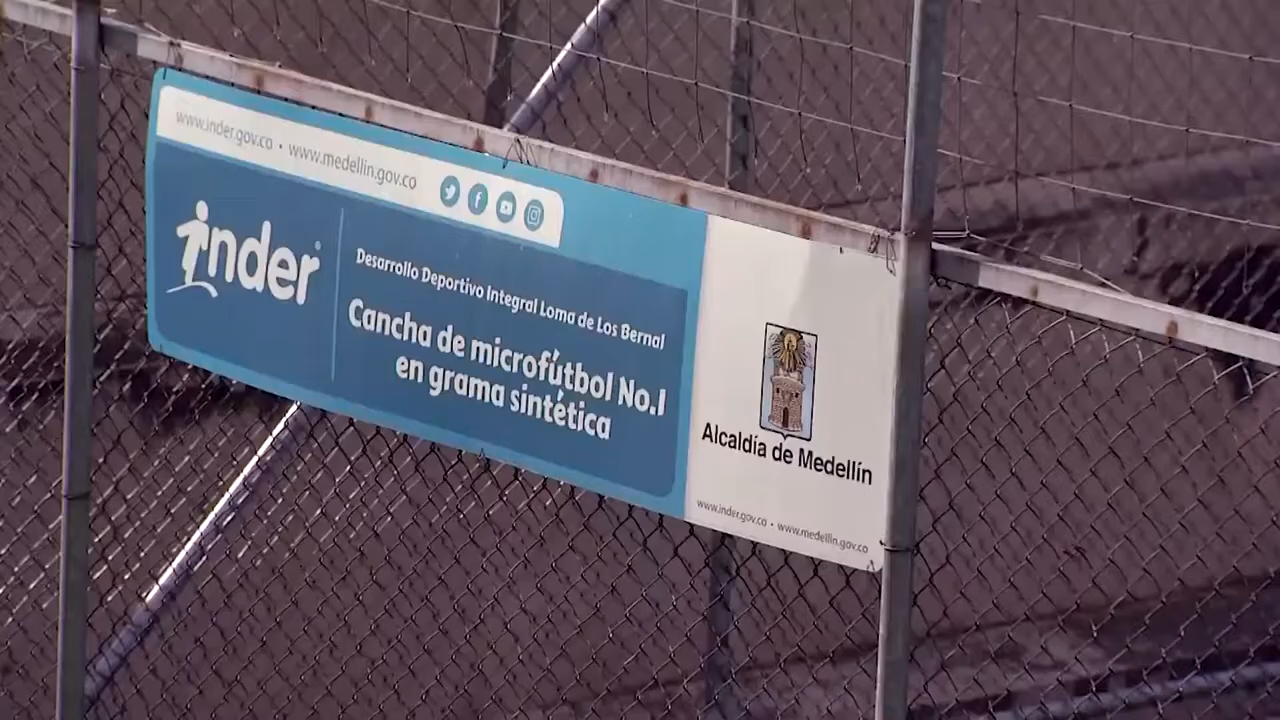 www.inder.gov.co • www.medellin.gov.co
inder
Desarrollo Deportivo Integral Loma de Los Bernal
Cancha de microfútbol No.1
en grama sintética
Alcaldía de Medellín
www.inder.gov.co • www.medellin.gov.co